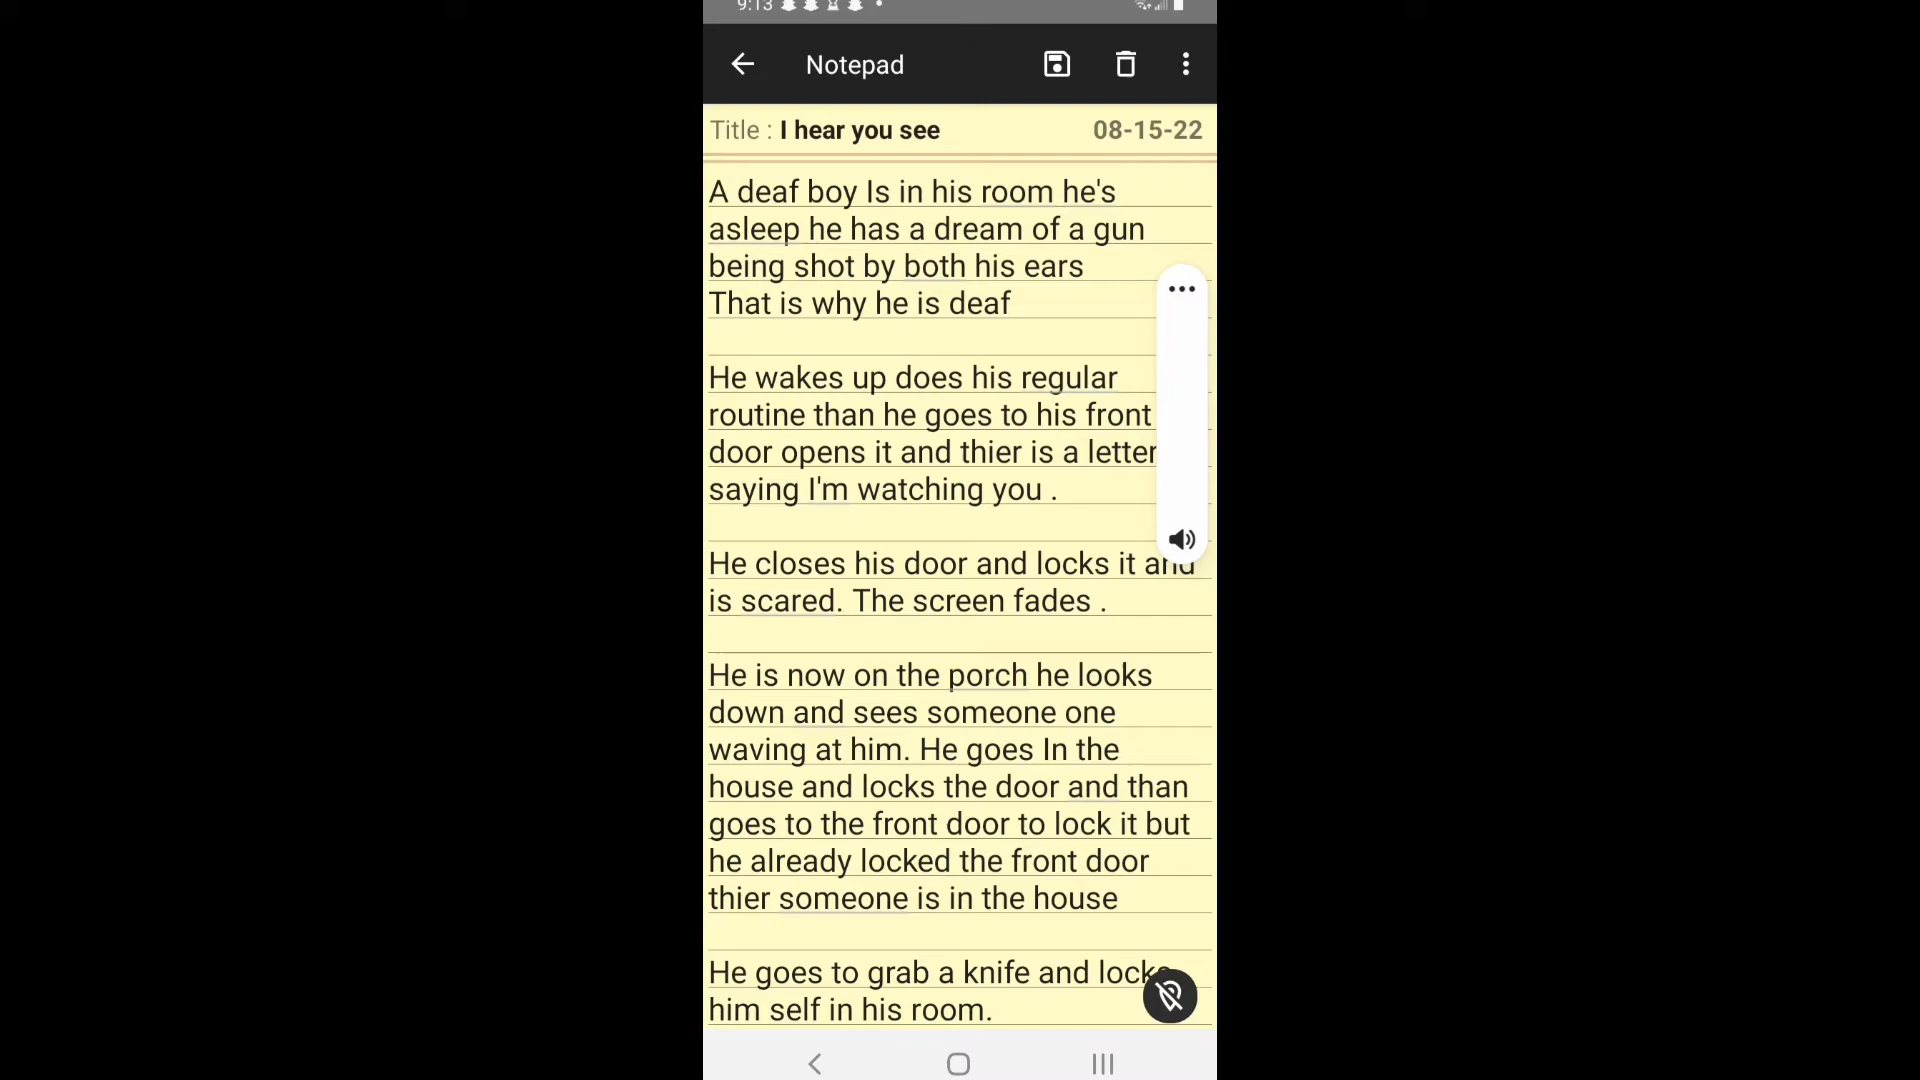 9:13
Notepad
Title : I hear you see 08-15-22
A deaf boy Is in his room he's
asleep he has a dream of a gun
being shot by both his ears
That is why he is deaf
He wakes up does his regular
routine than he goes to his front
door opens it and thier is a letter
saying I'm watching you .
He closes his door and locks it and
is scared. The screen fades .
He is now on the porch he looks
down and sees someone one
waving at him. He goes In the
house and locks the door and than
goes to the front door to lock it but
he already locked the front door
thier someone is in the house
He goes to grab a knife and locks
him self in his room.